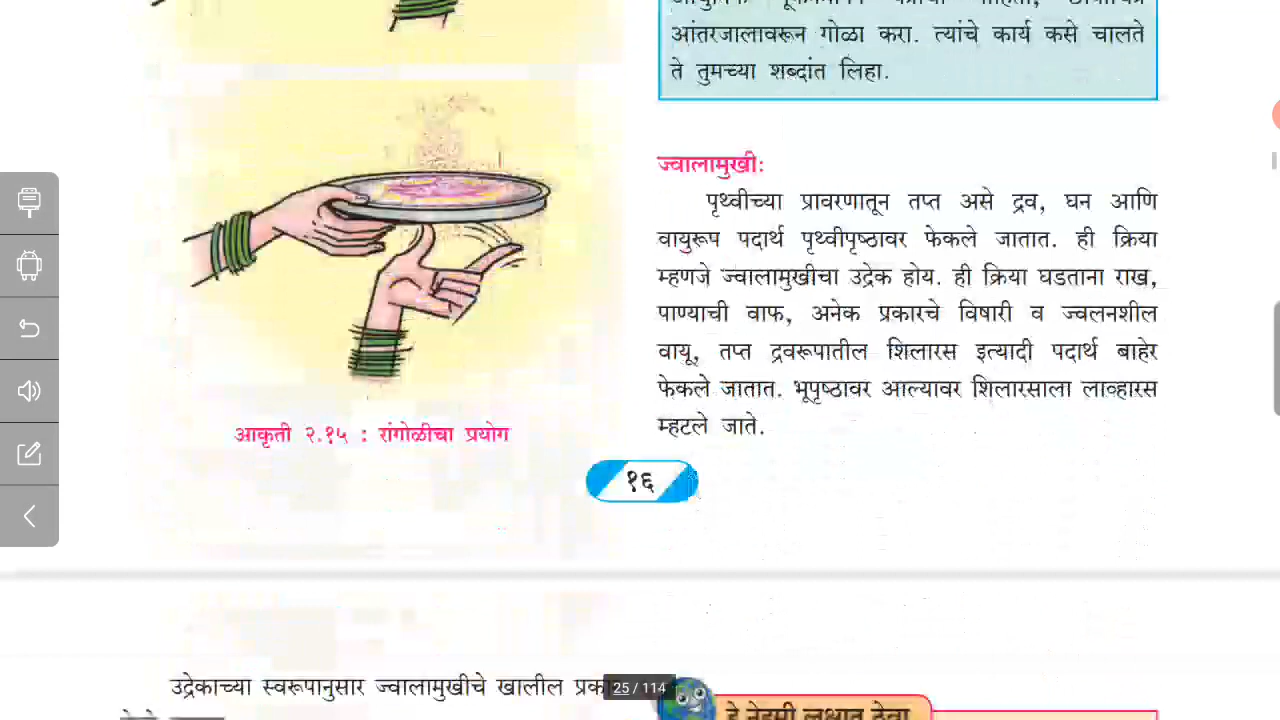 आंतरजालावरून गोळा करा. त्यांचे कार्य कसे चालते
ते तुमच्या शब्दांत लिहा.
ज्वालामुखी:
पृथ्वीच्या प्रावरणातून तप्त असे द्रव, घन आणि
वायुरूप पदार्थ पृथ्वीपृष्ठावर फेकले जातात. ही क्रिया
म्हणजे ज्वालामुखीचा उद्रेक होय. ही क्रिया घडताना राख,
पाण्याची वाफ, अनेक प्रकारचे विषारी व ज्वलनशील
वायू, तप्त द्रवरूपातील शिलारस इत्यादी पदार्थ बाहेर
फेकले जातात. भूपृष्ठावर आल्यावर शिलारसाला लाव्हारस
म्हटले जाते.
आकृती २.१५ : रांगोळीचा प्रयोग
१६
उद्रेकाच्या स्वरूपानुसार ज्वालामुखीचे खालील
25 / 114
हे नेहमी लक्षात ठेवा